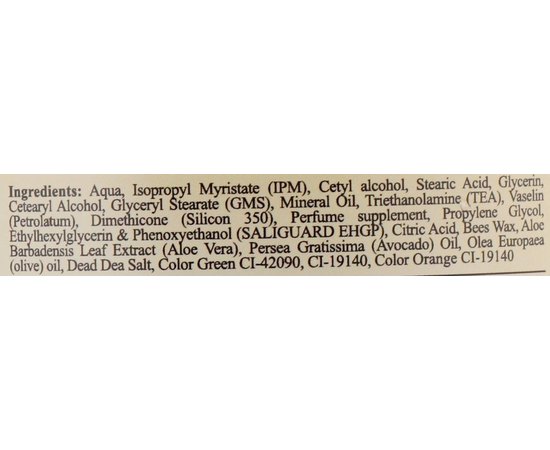 Ingredients: Aqua, Isopropyl Myristate (IPM), Cetyl alcohol, Stearic Acid, Glycerin,
Cetearyl Alcohol, Glyceryl Stearate (GMS), Mineral Oil, Triethanolamine (TEA), Vaselin
(Petrolatum), Dimethicone (Silicon 350), Perfume supplement, Propylene Glycol,
Ethylhexylglycerin & Phenoxyethanol (SALIGUARD EHGP), Citric Acid, Bees Wax, Aloe
Barbadensis Leaf Extract (Aloe Vera), Persea Gratissima (Avocado) Oil, Olea Europaea
(olive) oil, Dead Dea Salt, Color Green CI-42090, CI-19140, Color Orange CI-19140